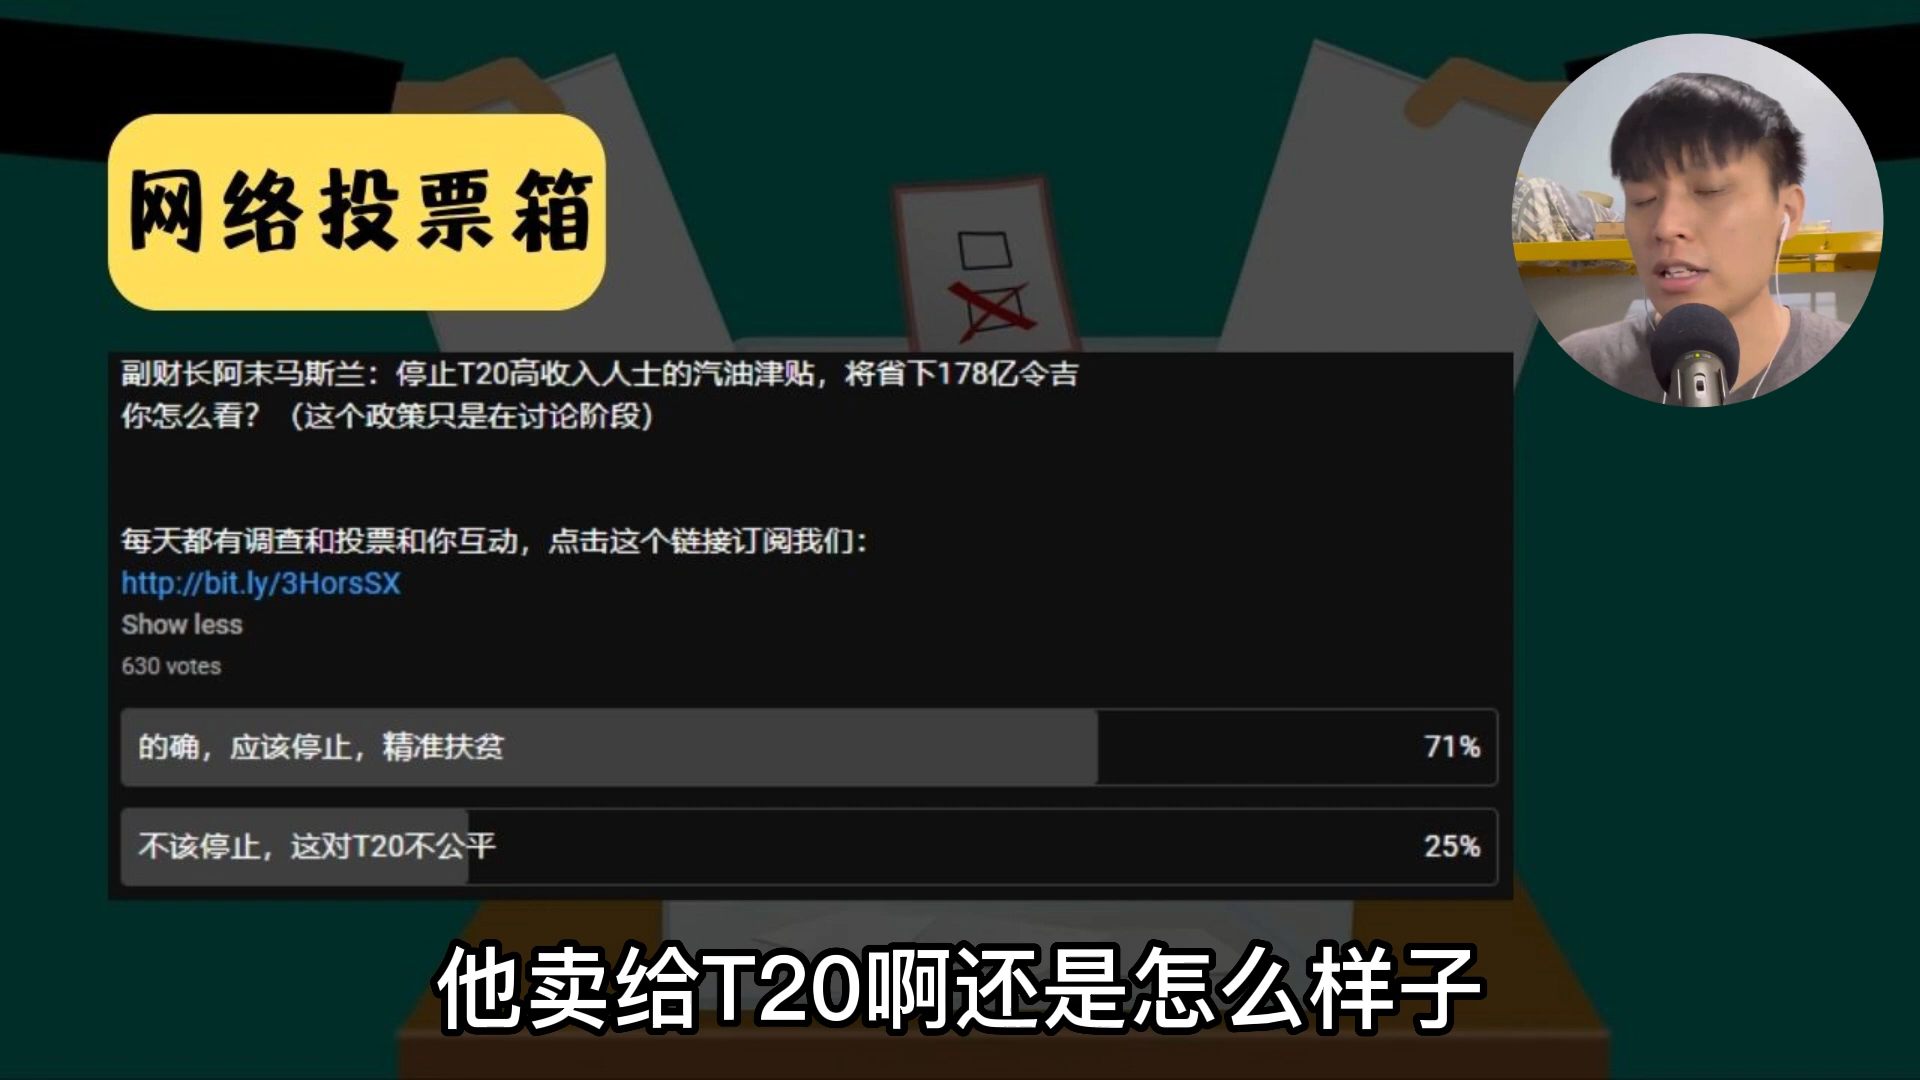 网络投票箱
副财长阿末马斯兰：停止T20高收入人士的汽油津贴，将省下178亿令吉
你怎么看？（这个政策只是在讨论阶段）
每天都有调查和投票和你互动，点击这个链接订阅我们：
http://bit.ly/3HorsSX
Show less
630 votes
的确，应该停止，精准扶贫 71%
不该停止，这对T20不公平 25%
他卖给T20啊还是怎么样子